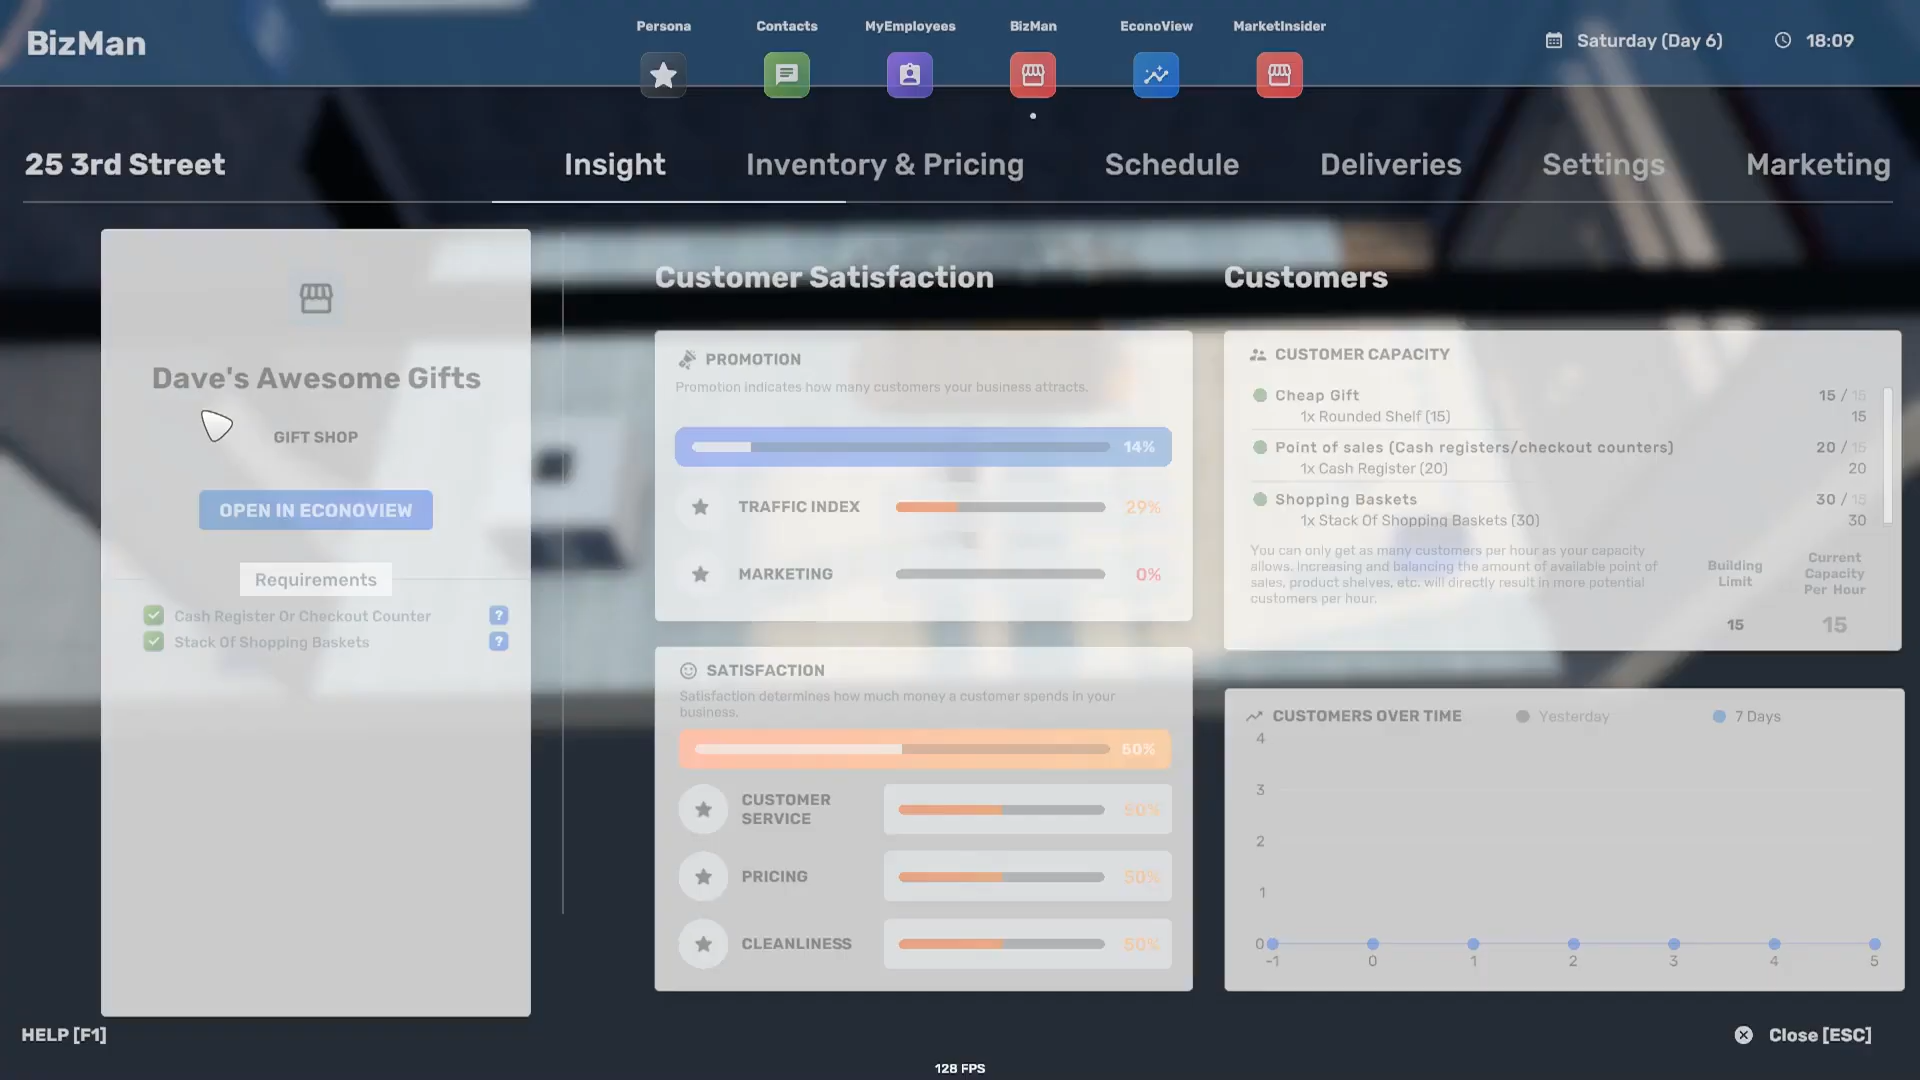 BizMan
Persona
Contacts
MyEmployees
BizMan
EconoView
MarketInsider
Saturday (Day 6)
18:09
25 3rd Street
Insight
Inventory & Pricing
Schedule
Deliveries
Settings
Marketing
Dave's Awesome Gifts
GIFT SHOP
OPEN IN ECONOVIEW
Requirements
Cash Register Or Checkout Counter ?
Stack Of Shopping Baskets ?
Customer Satisfaction
PROMOTION
Promotion indicates how many customers your business attracts.
14%
TRAFFIC INDEX 29%
MARKETING 0%
SATISFACTION
Satisfaction determines how much money a customer spends in your
business.
50%
CUSTOMER
SERVICE
50%
PRICING 50%
CLEANLINESS 50%
Customers
CUSTOMER CAPACITY
Cheap Gift 15 / 15
1x Rounded Shelf (15) 15
Point of sales (Cash registers/checkout counters) 20 / 15
1x Cash Register (20) 20
Shopping Baskets 30 / 15
1x Stack Of Shopping Baskets (30) 30
You can only get as many customers per hour as your capacity
allows. Increasing and balancing the amount of available point of
sales, product shelves, etc. will directly result in more potential
customers per hour.
Building
Limit
15
Current
Capacity
Per Hour
15
CUSTOMERS OVER TIME
Yesterday
7 Days
4
3
2
1
0
-1 0 1 2 3 4 5
HELP [F1]
Close [ESC]
128 FPS